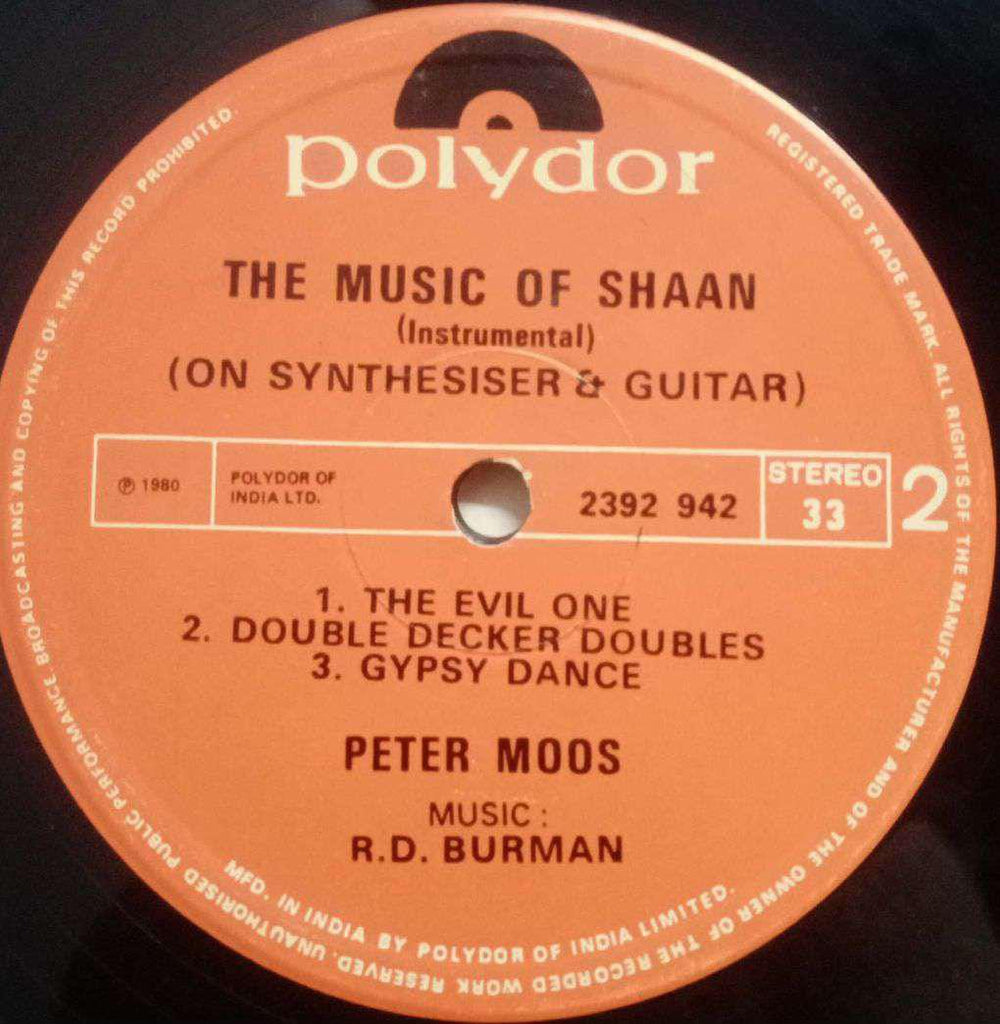 polydor
THE MUSIC OF SHAAN
(Instrumental)
(ON SYNTHESISER & GUITAR)
℗ 1980
POLYDOR OF
INDIA LTD.
2392 942
STEREO
33
2
1. THE EVIL ONE
2. DOUBLE DECKER DOUBLES
3. GYPSY DANCE
PETER MOOS
MUSIC :
R.D. BURMAN
MFD. IN INDIA BY POLYDOR OF INDIA LIMITED.
REGISTERED TRADE MARK. ALL RIGHTS OF THE MANUFACTURER AND OF THE OWNER OF THE RECORDED WORK RESERVED. UNAUTHORISED PUBLIC PERFORMANCE, BROADCASTING AND COPYING OF THIS RECORD PROHIBITED.